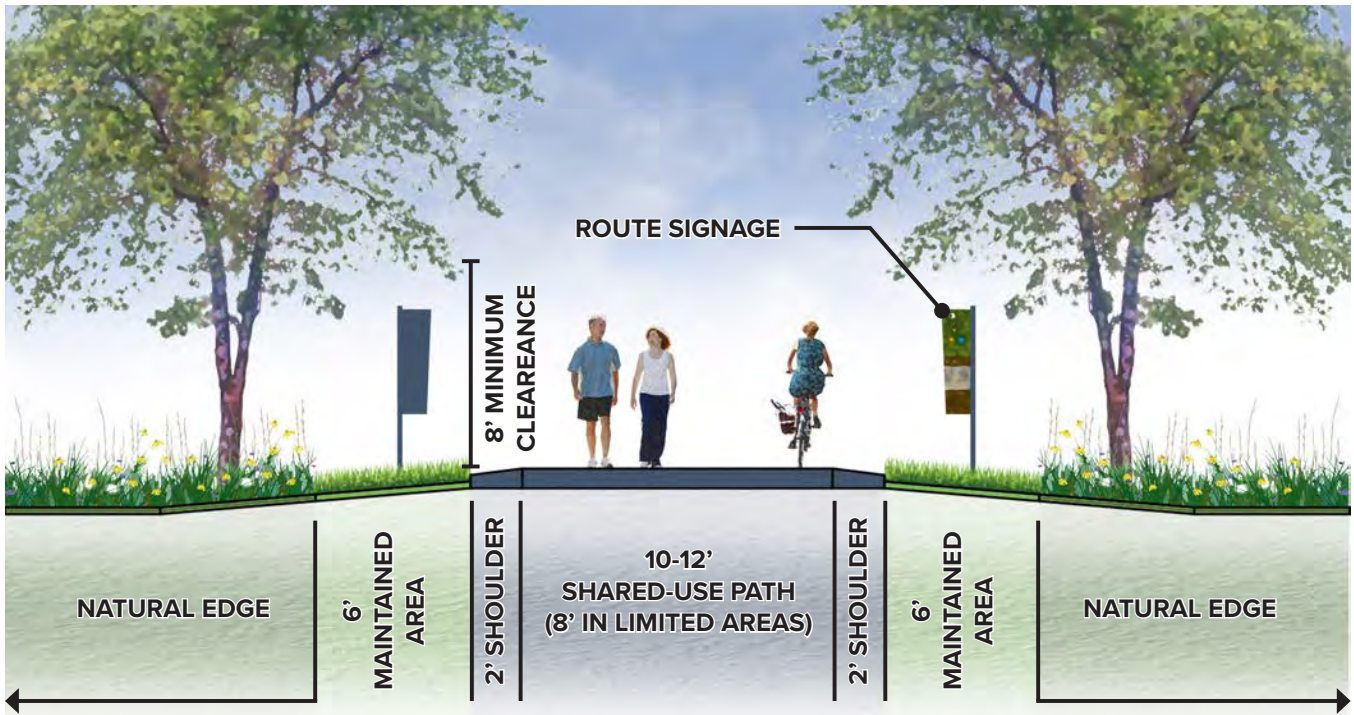 ROUTE SIGNAGE
8’ MINIMUM
CLEAREANCE
NATURAL EDGE
6’
MAINTAINED
AREA
2’ SHOULDER
10-12’
SHARED-USE PATH
(8’ IN LIMITED AREAS)
2’ SHOULDER
6’
MAINTAINED
AREA
NATURAL EDGE